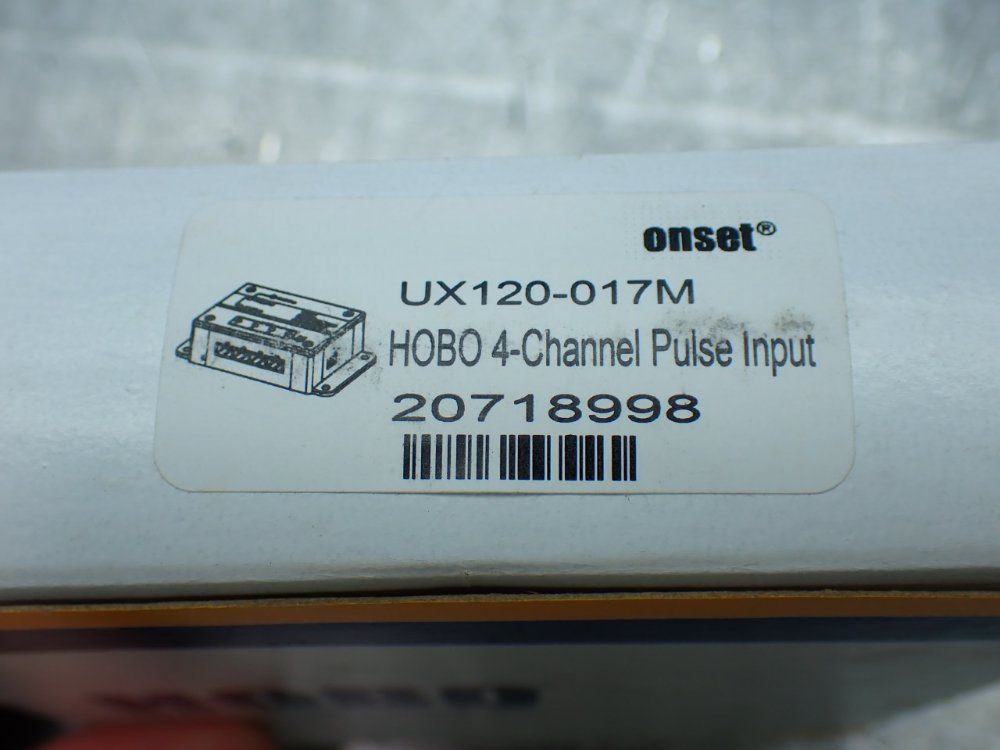 onset®
UX120-017M
HOBO 4-Channel Pulse Input
20718998